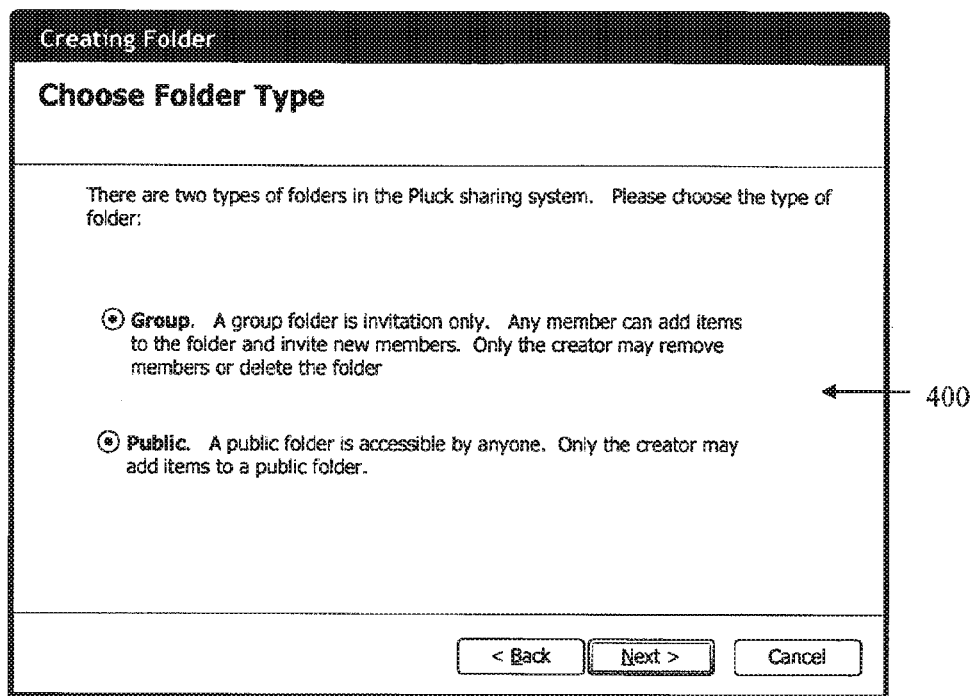 Creating Folder
Choose Folder Type
There are two types of folders in the Pluck sharing system. Please choose the type of
folder:
Group. A group folder is invitation only. Any member can add items
to the folder and invite new members. Only the creator may remove
members or delete the folder
400
Public. A public folder is accessible by anyone. Only the creator may
add items to a public folder.
< Back Next > Cancel